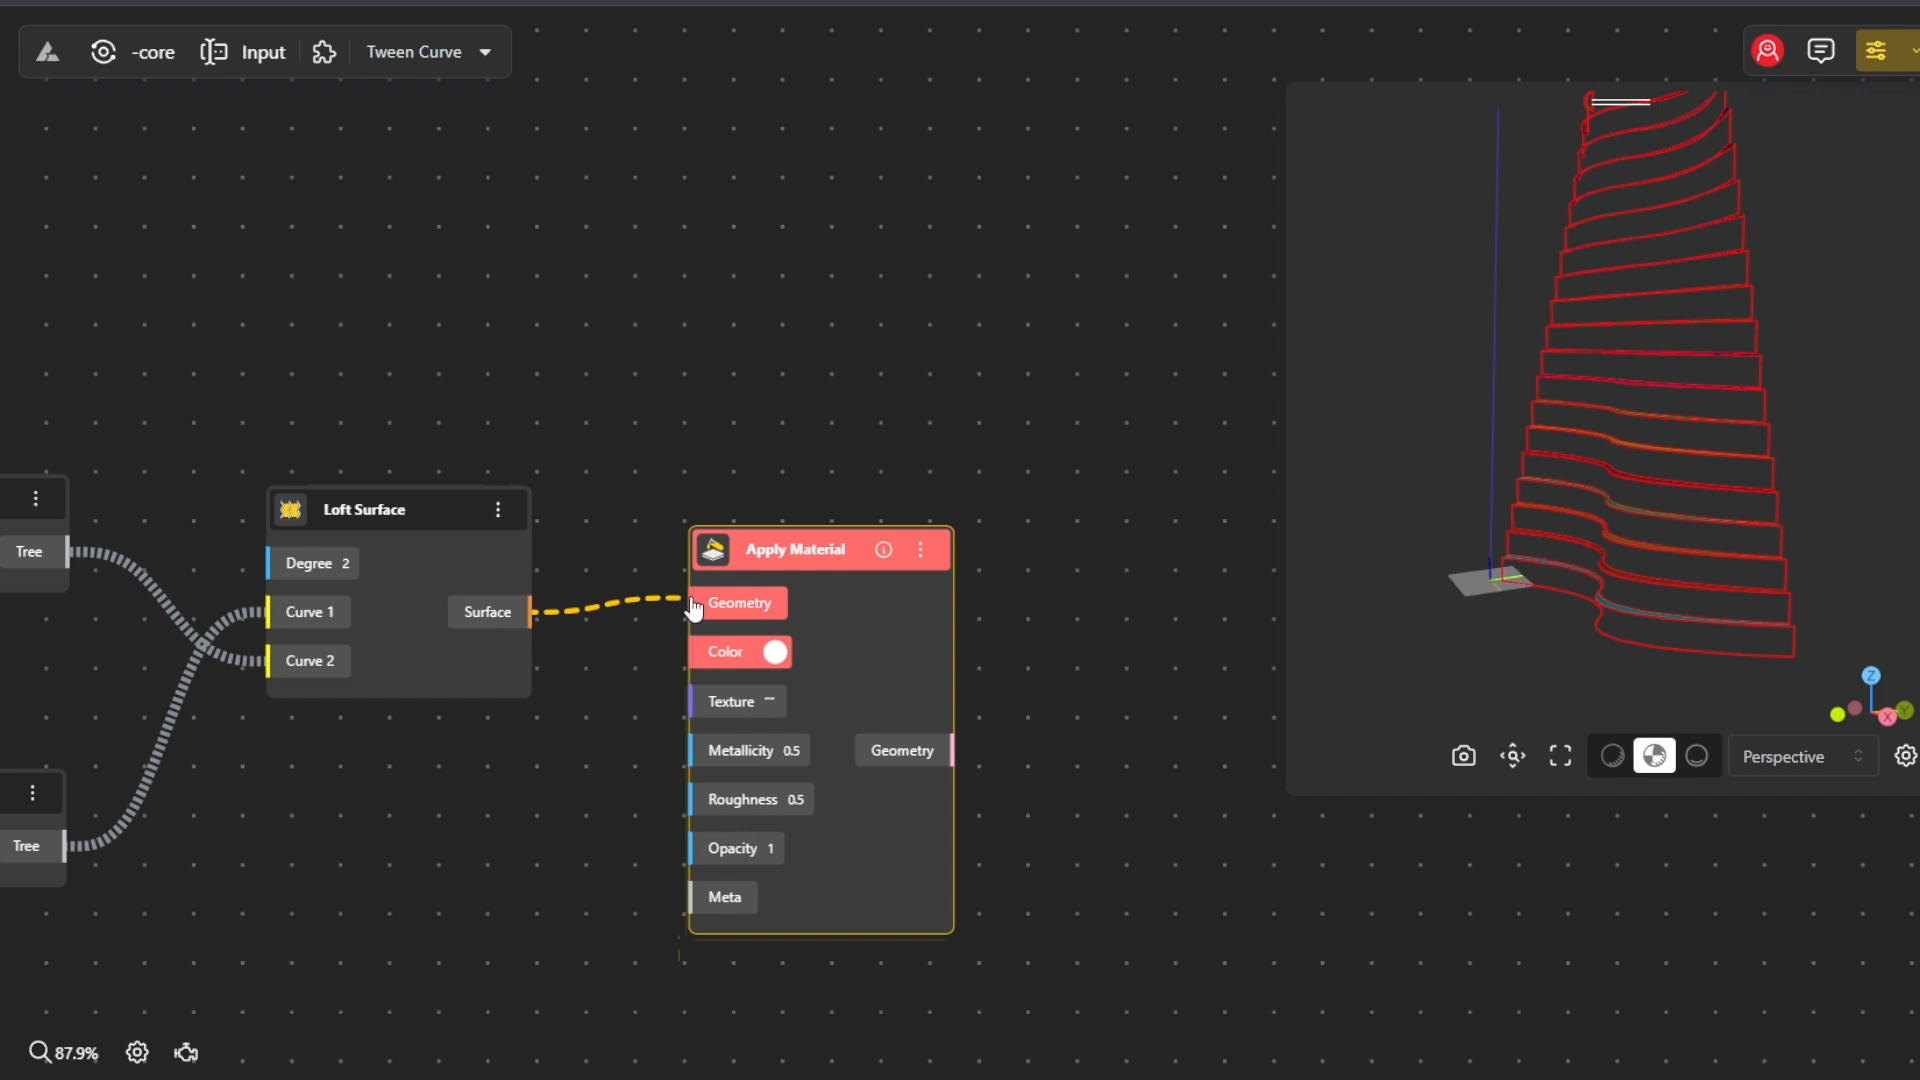 -core
Input
Tween Curve
Tree
Tree
Loft Surface
Degree 2
Curve 1
Curve 2
Surface
Apply Material
Geometry
Color
Texture ""
Metallicity 0.5
Geometry
Roughness 0.5
Opacity 1
Meta
Z
X
Y
Perspective
87.9%